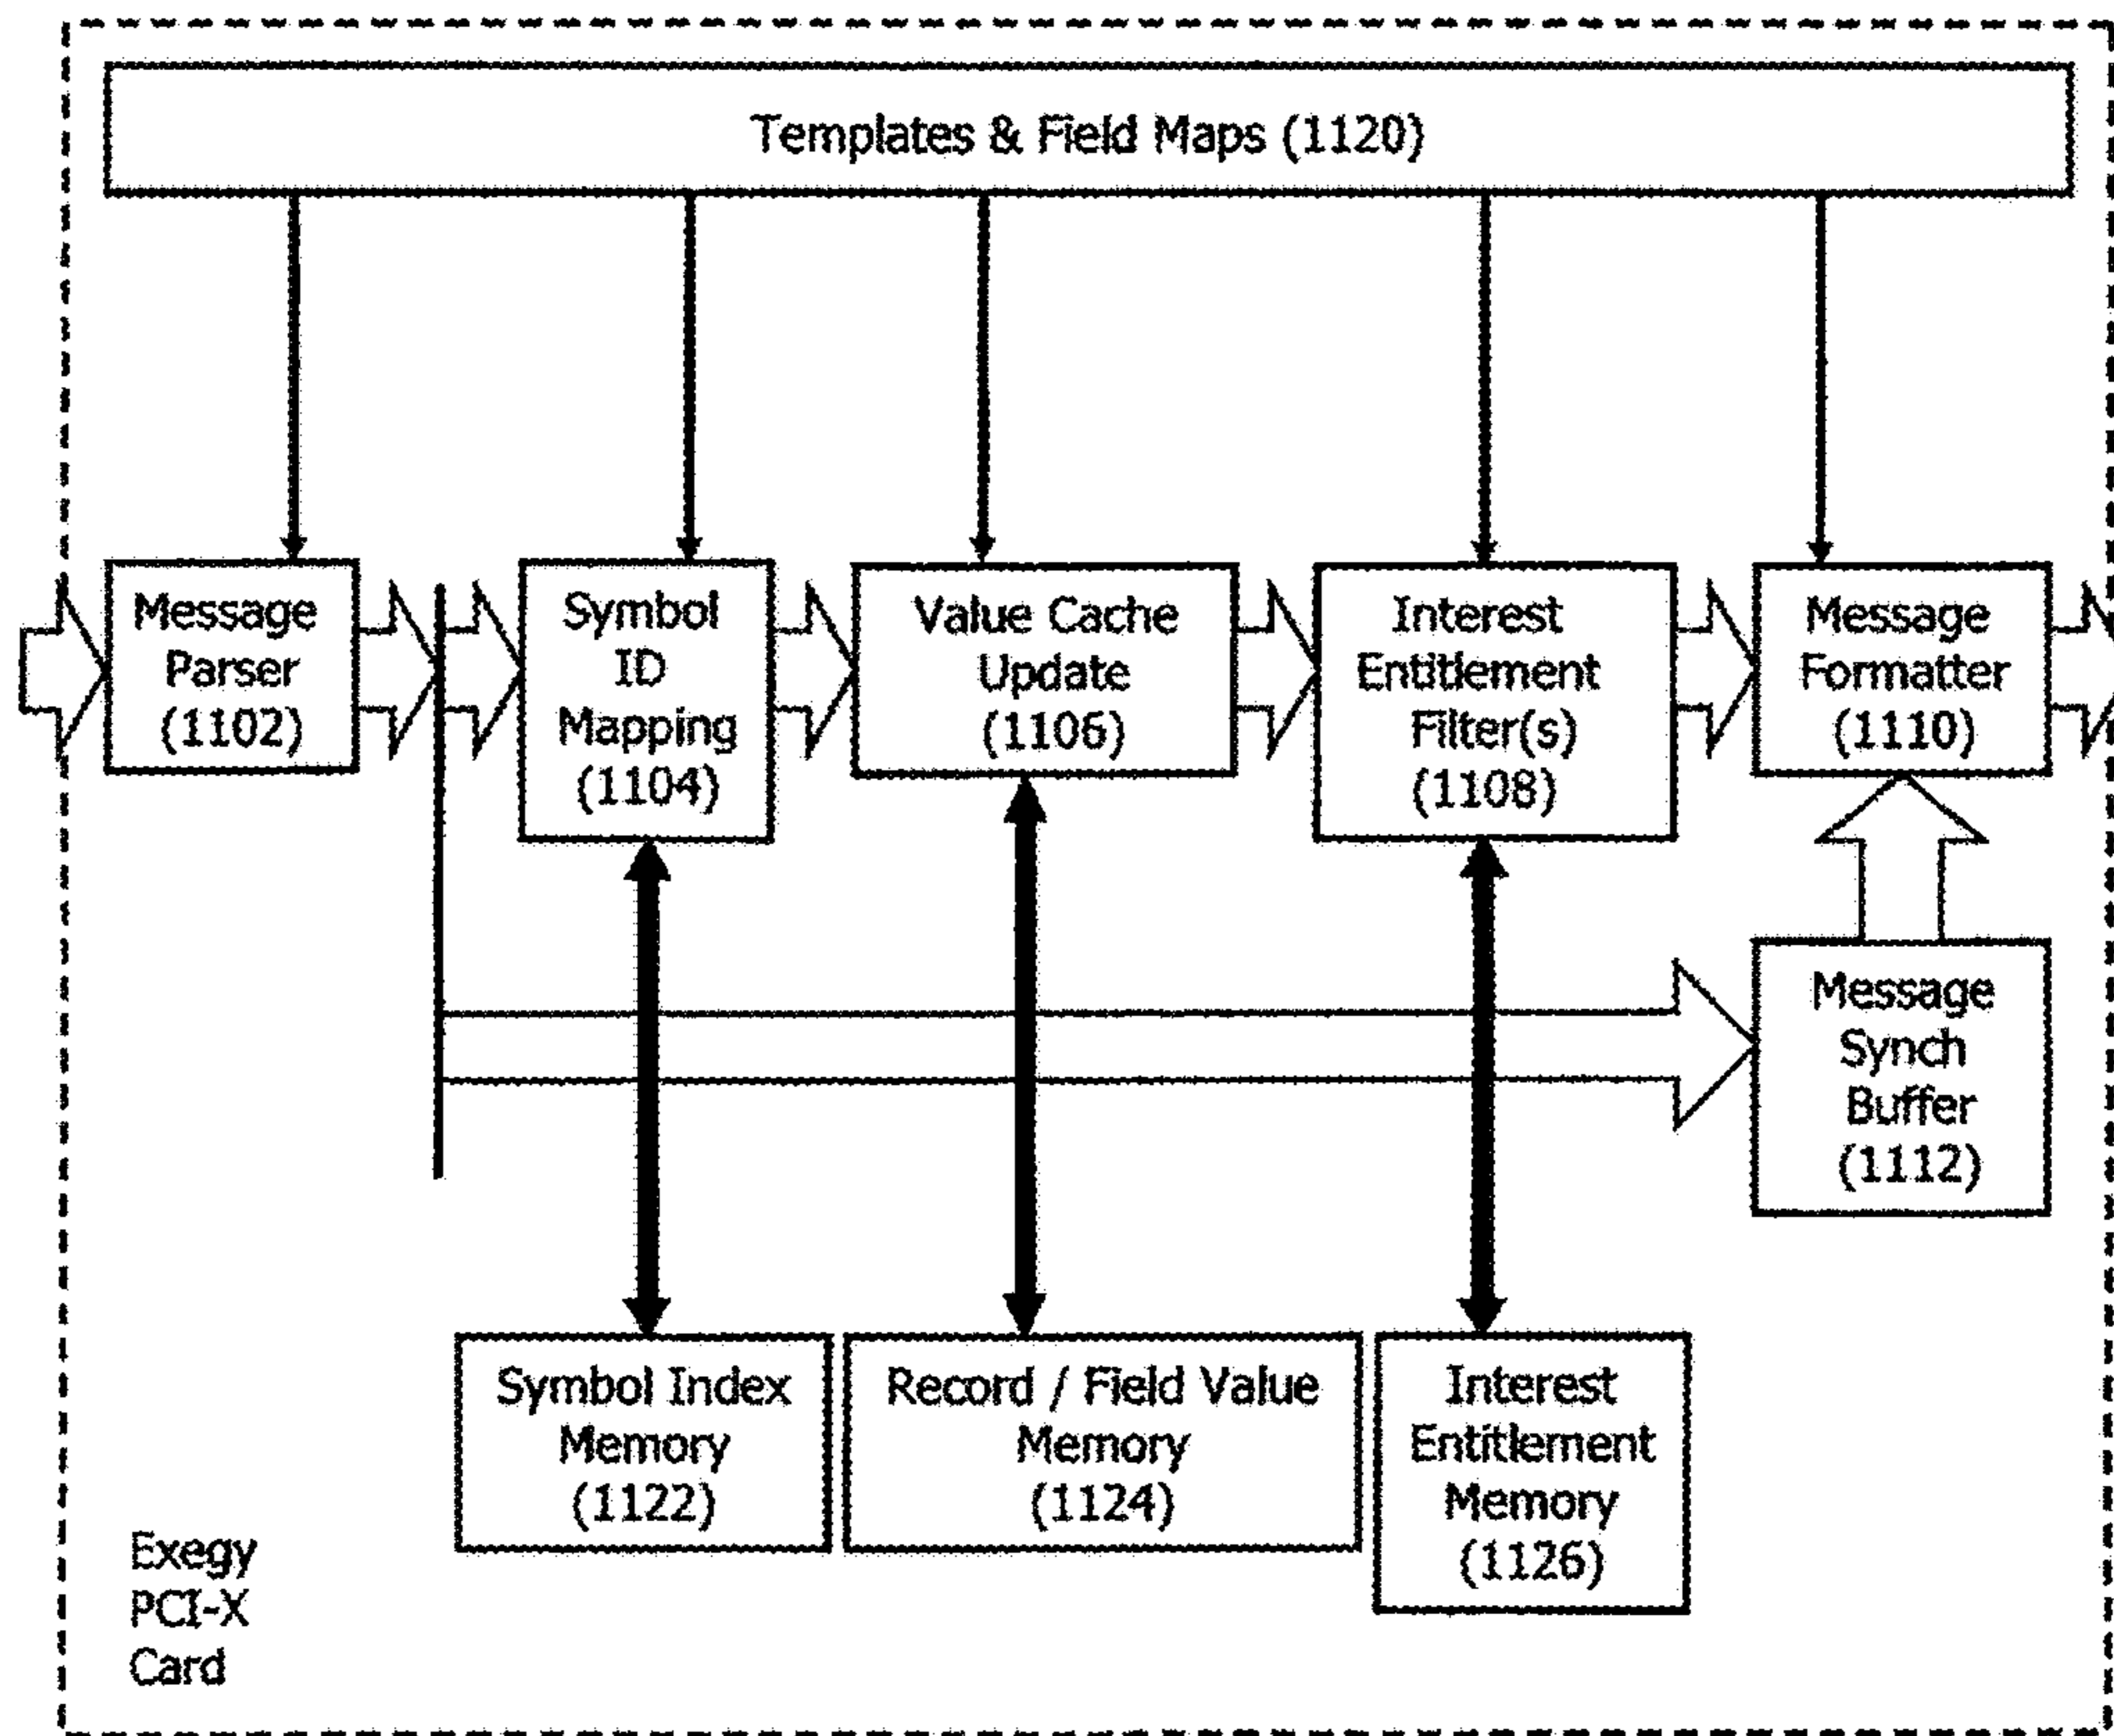 Templates & Field Maps (1120)
Message
Parser
(1102)
Symbol
ID
Mapping
(1104)
Value Cache
Update
(1106)
Interest
Entitlement
Filter(s)
(1108)
Message
Formatter
(1110)
Message
Synch
Buffer
(1112)
Symbol Index
Memory
(1122)
Record / Field Value
Memory
(1124)
Interest
Entitlement
Memory
(1126)
Exegy
PCI-X
Card